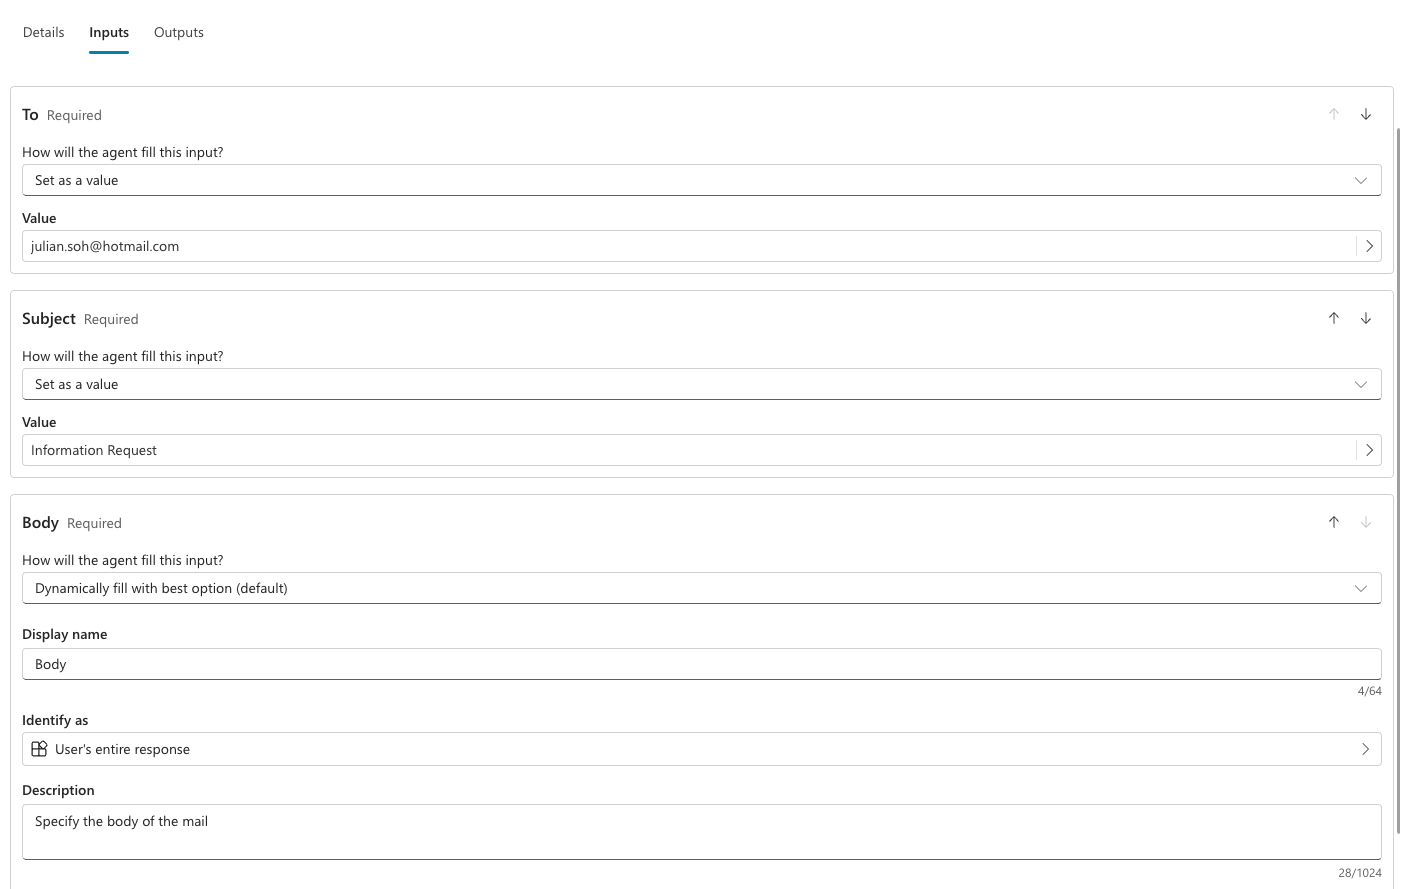 Details Inputs Outputs
To Required
How will the agent fill this input?
Set as a value
Value
julian.soh@hotmail.com
Subject Required
How will the agent fill this input?
Set as a value
Value
Information Request
Body Required
How will the agent fill this input?
Dynamically fill with best option (default)
Display name
Body
4/64
Identify as
User's entire response
Description
Specify the body of the mail
28/1024